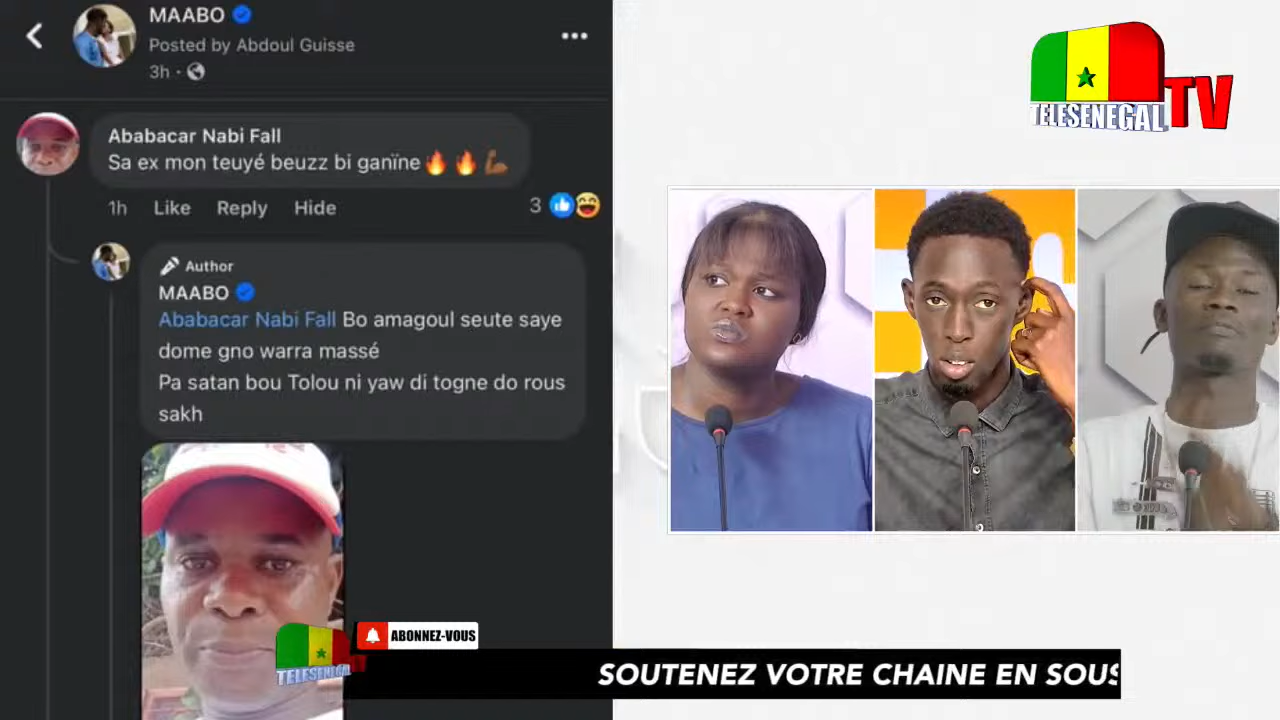 MAABO
Posted by Abdoul Guisse
3h ·
Ababacar Nabi Fall
Sa ex mon teuyé beuzz bi ganïne🔥🔥💪🏾
1h Like Reply Hide
3
Author
MAABO
Ababacar Nabi Fall Bo amagoul seute saye
dome gno warra massé
Pa satan bou Tolou ni yaw di togne do rous
sakh
TELESENEGAL
TV
TELESENEGAL
ABONNEZ-VOUS
SOUTENEZ VOTRE CHAINE EN SOUS